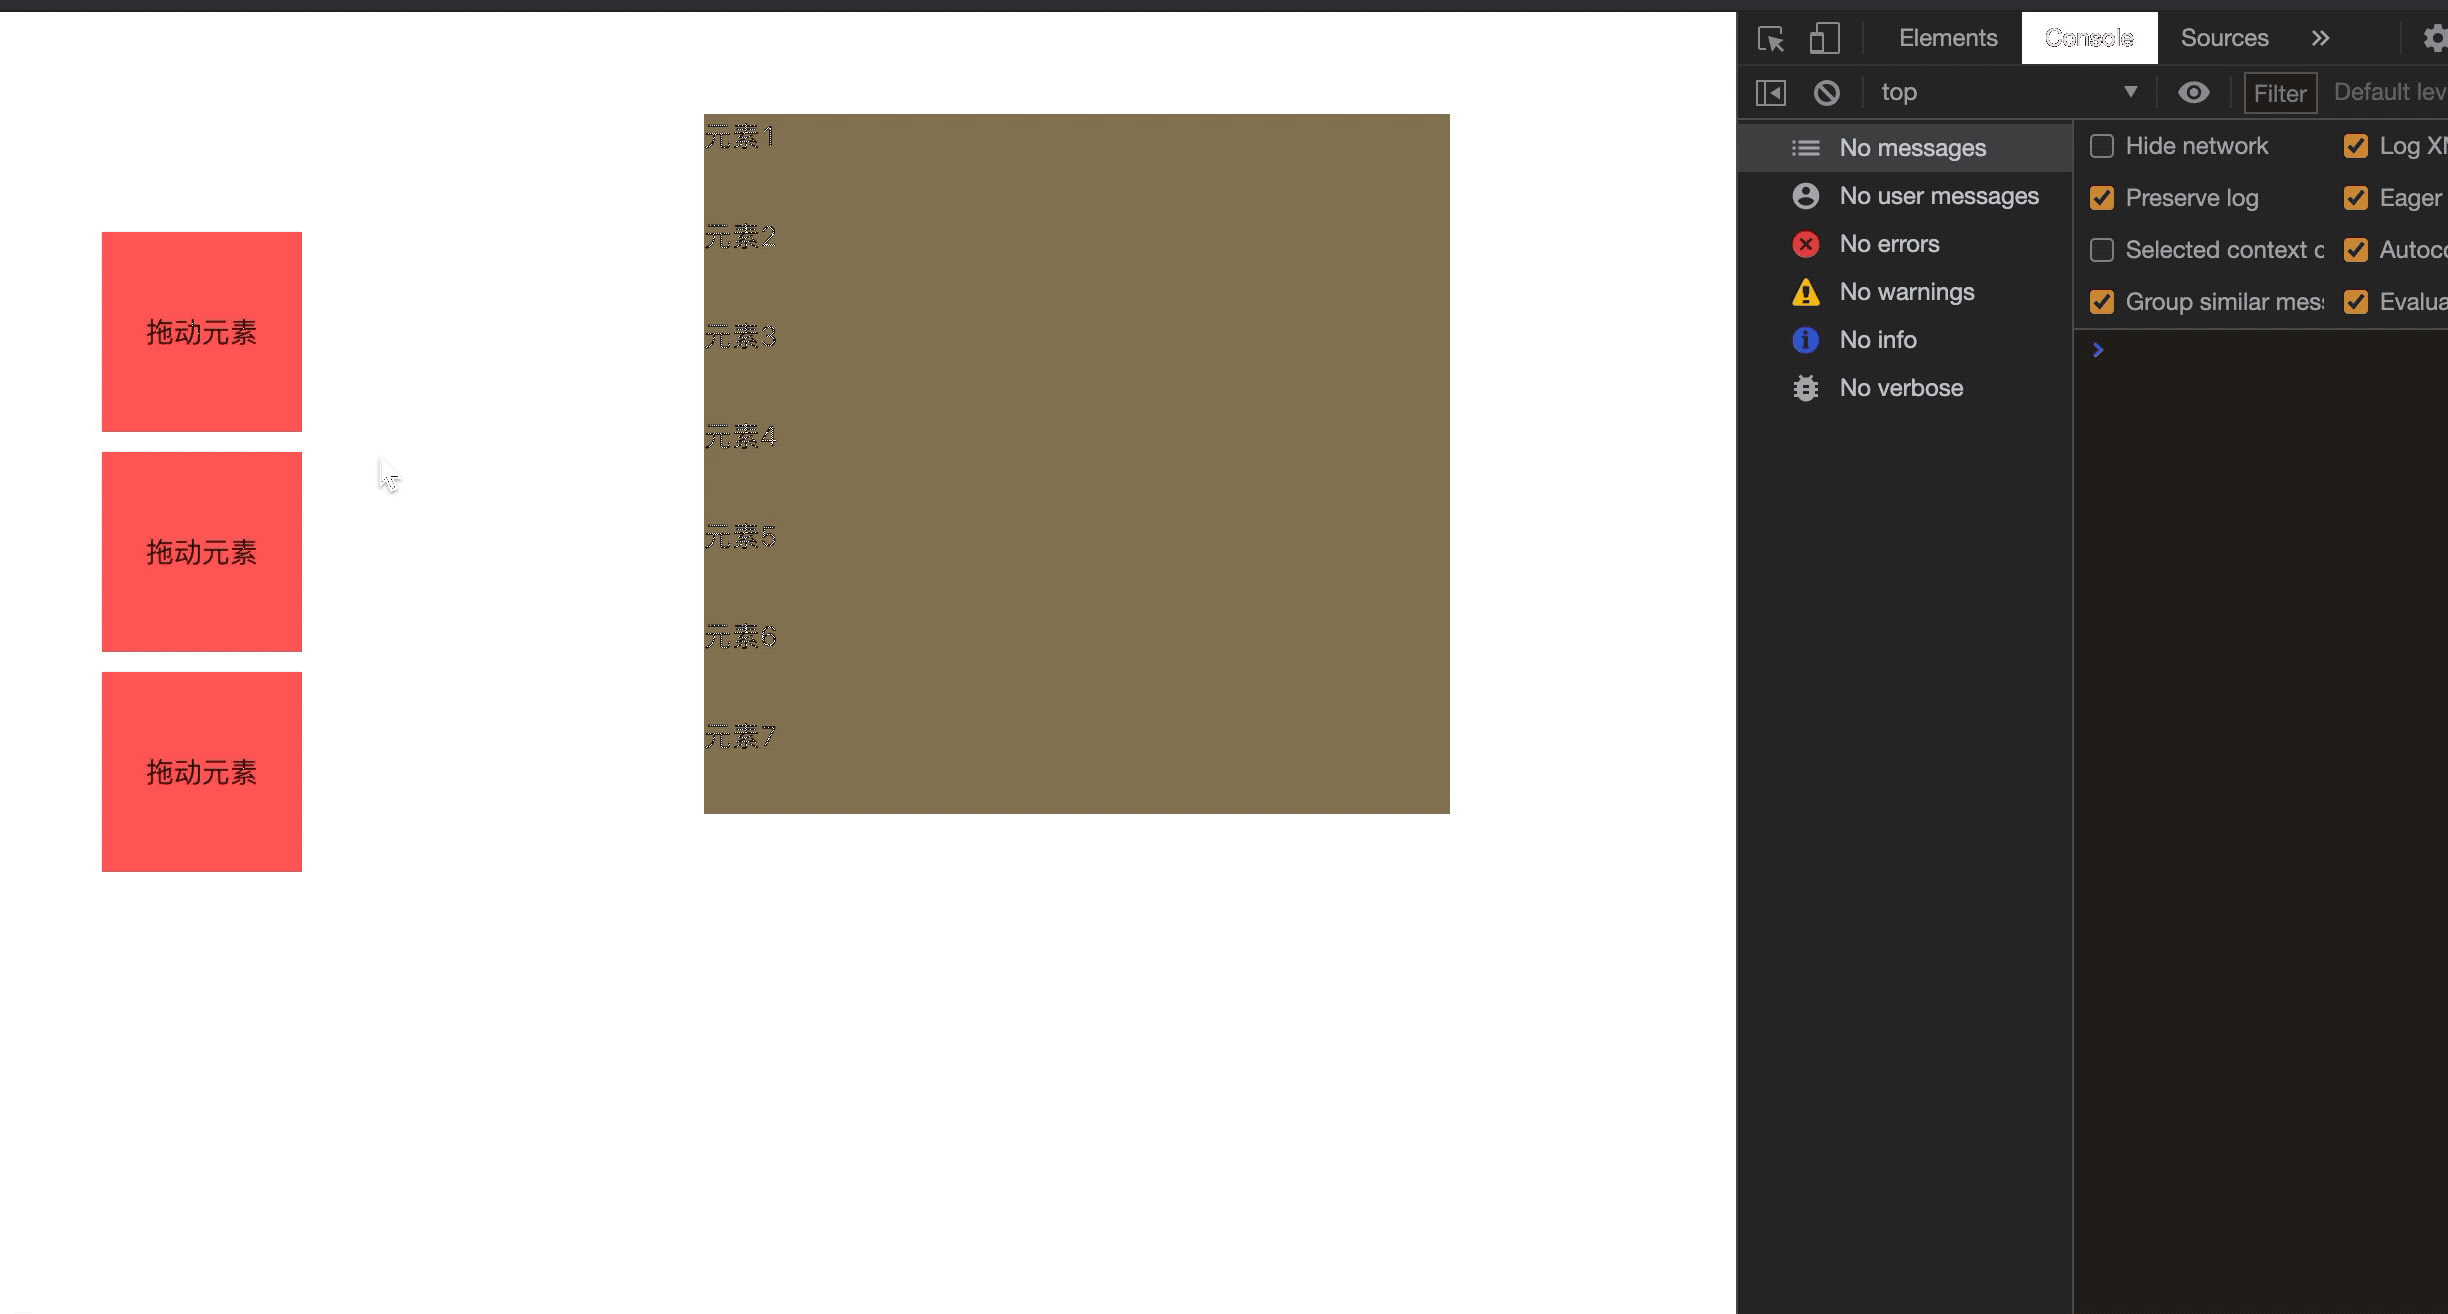 拖动元素
拖动元素
拖动元素
元素1
元素2
元素3
元素4
元素5
元素6
元素7
Elements
Console
Sources
top
Filter
Default lev
No messages
No user messages
No errors
No warnings
No info
No verbose
Hide network
Log XM
Preserve log
Eager
Selected context o
Autoco
Group similar mess
Evalua